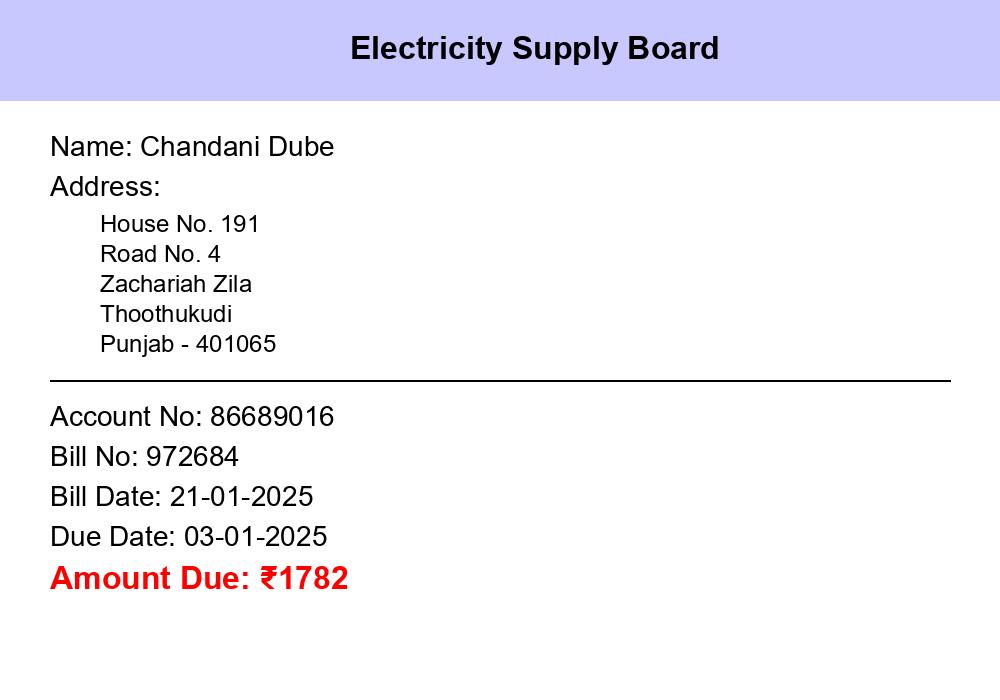 Electricity Supply Board
Name: Chandani Dube
Address:
House No. 191
Road No. 4
Zachariah Zila
Thoothukudi
Punjab - 401065
Account No: 86689016
Bill No: 972684
Bill Date: 21-01-2025
Due Date: 03-01-2025
Amount Due: ₹1782